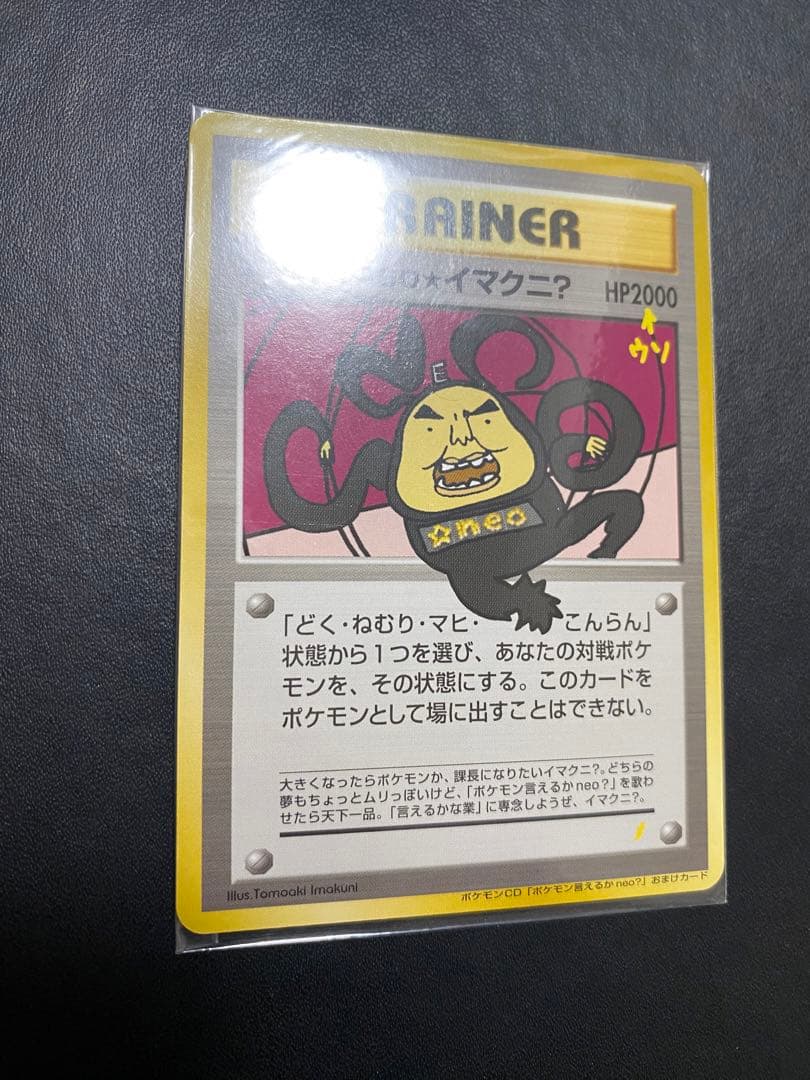 RAINER
★イマクニ? HP2000
ウソ
E
☆neo
「どく・ねむり・マヒ・ こんらん」
状態から1つを選び、あなたの対戦ポケ
モンを、その状態にする。このカードを
ポケモンとして場に出すことはできない。
大きくなったらポケモンか、課長になりたいイマクニ?。どちらの
夢もちょっとムリっぽいけど、「ポケモン言えるかneo?」を歌わ
せたら天下一品。「言えるかな業」に専念しようぜ、イマクニ?。
Illus.Tomoaki Imakuni
ポケモンCD「ポケモン言えるかneo?」おまけカード